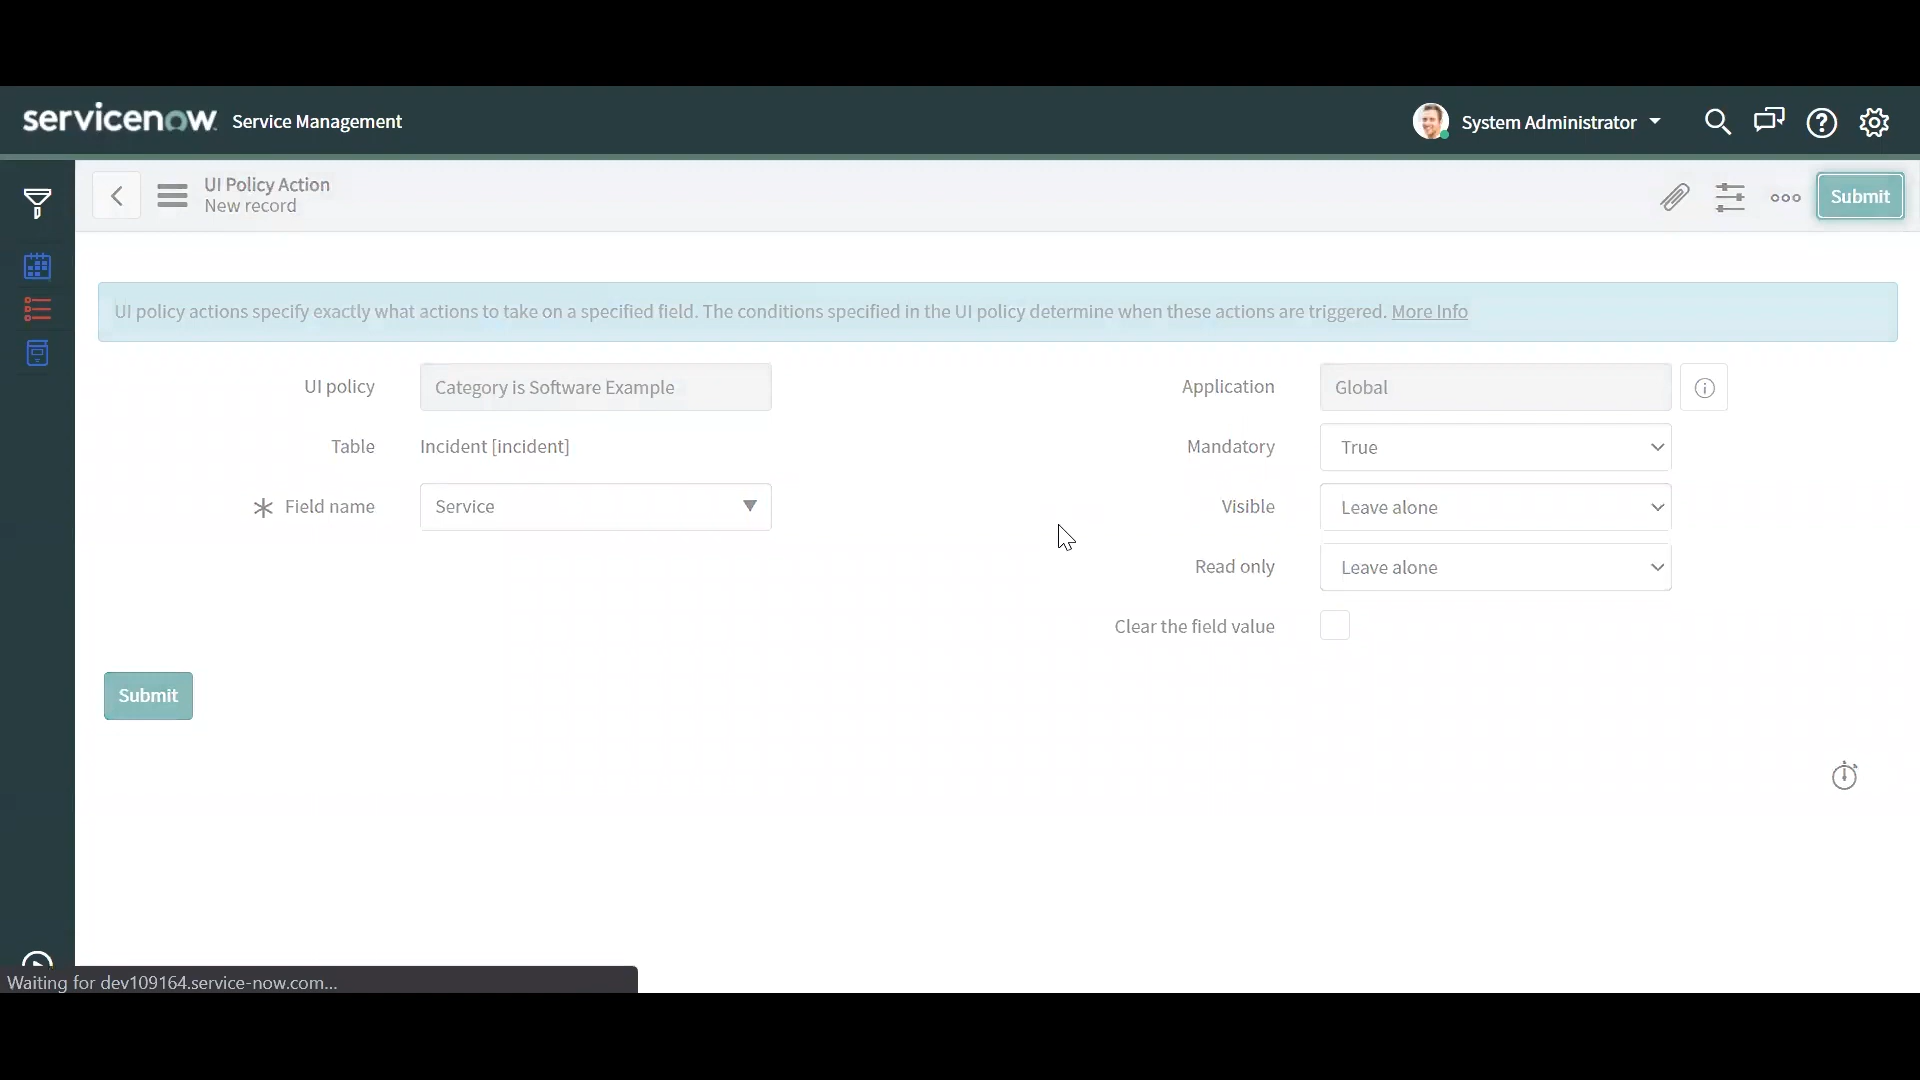 servicenow Service Management
System Administrator
UI Policy Action
New record
Submit
UI policy actions specify exactly what actions to take on a specified field. The conditions specified in the UI policy determine when these actions are triggered. More Info
UI policy
Category is Software Example
Application
Global
Table
Incident [incident]
Mandatory
True
Field name
Service
Visible
Leave alone
Read only
Leave alone
Clear the field value
Submit
Waiting for dev109164.service-now.com...